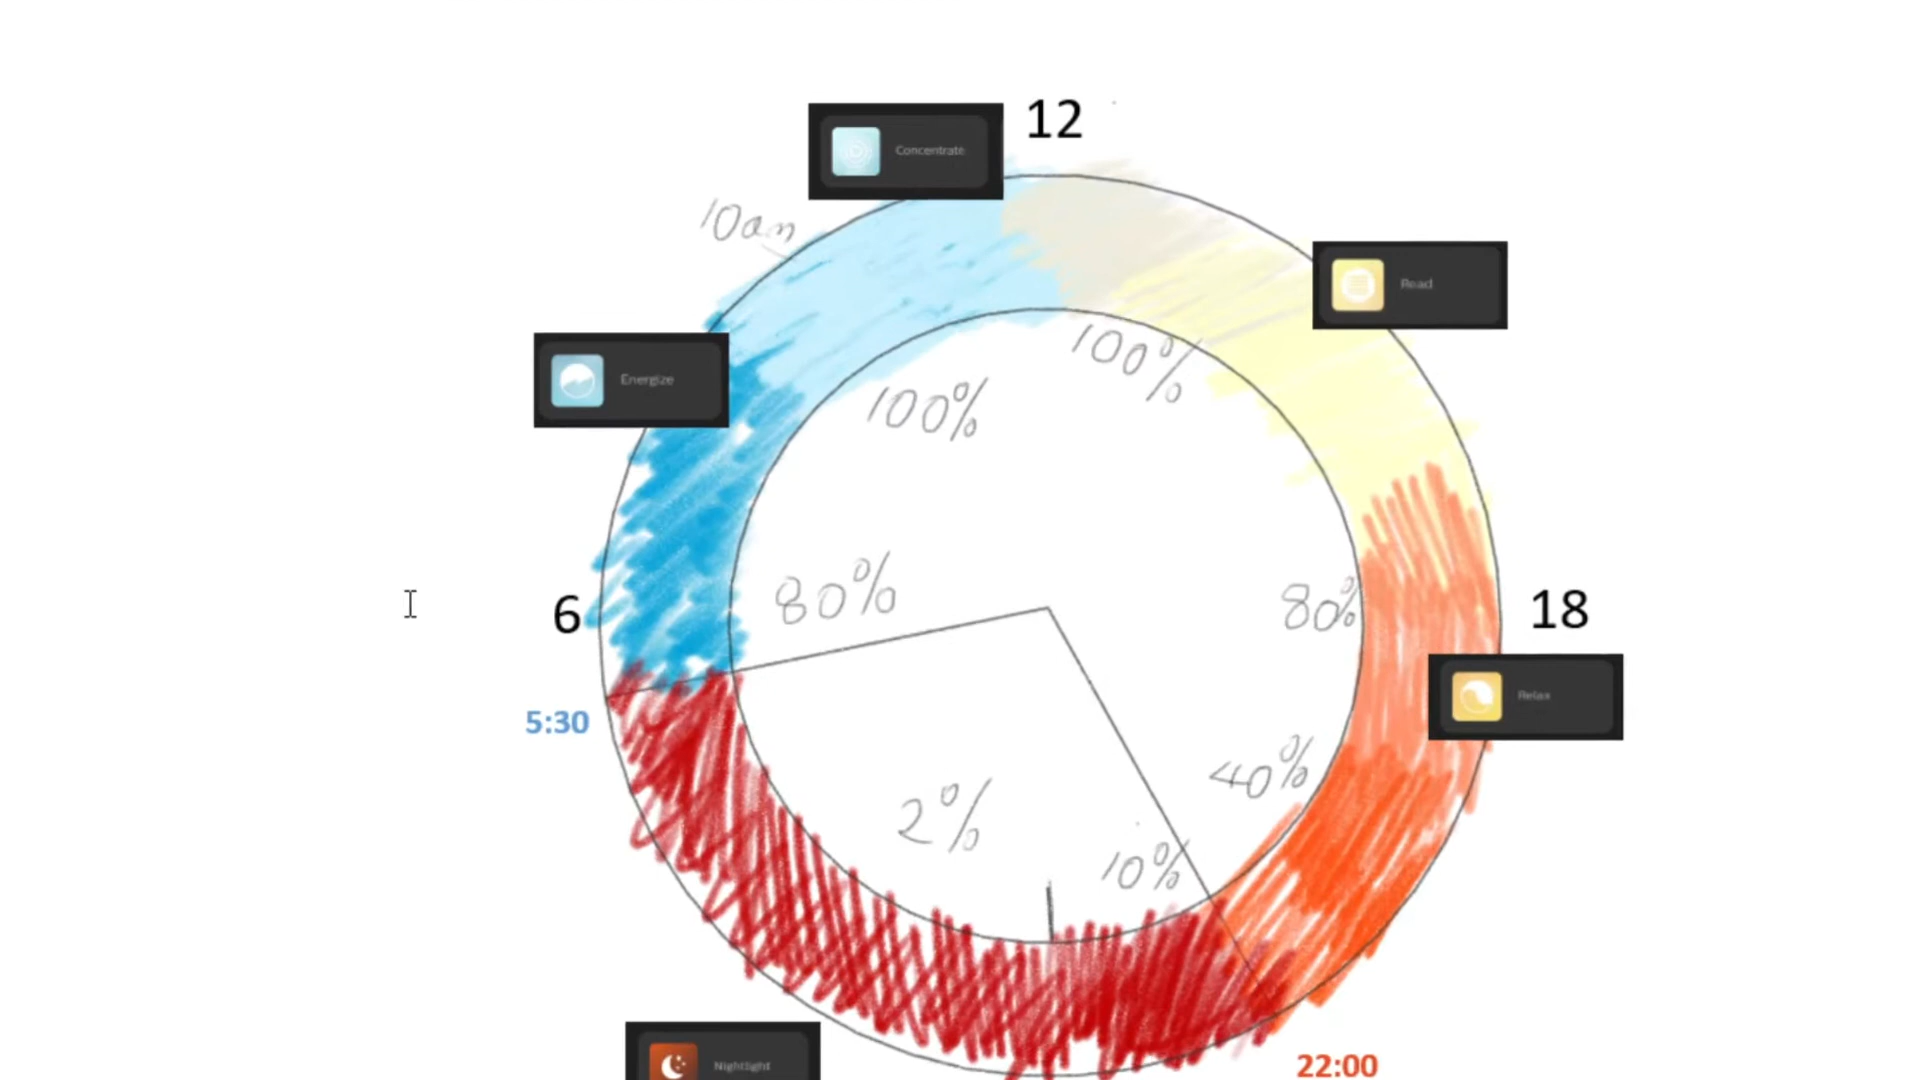 12
Concentrate
10am
Read
100%
Energize
100%
80%
80%
6
18
Relax
5:30
40%
2%
10%
Nightlight
22:00